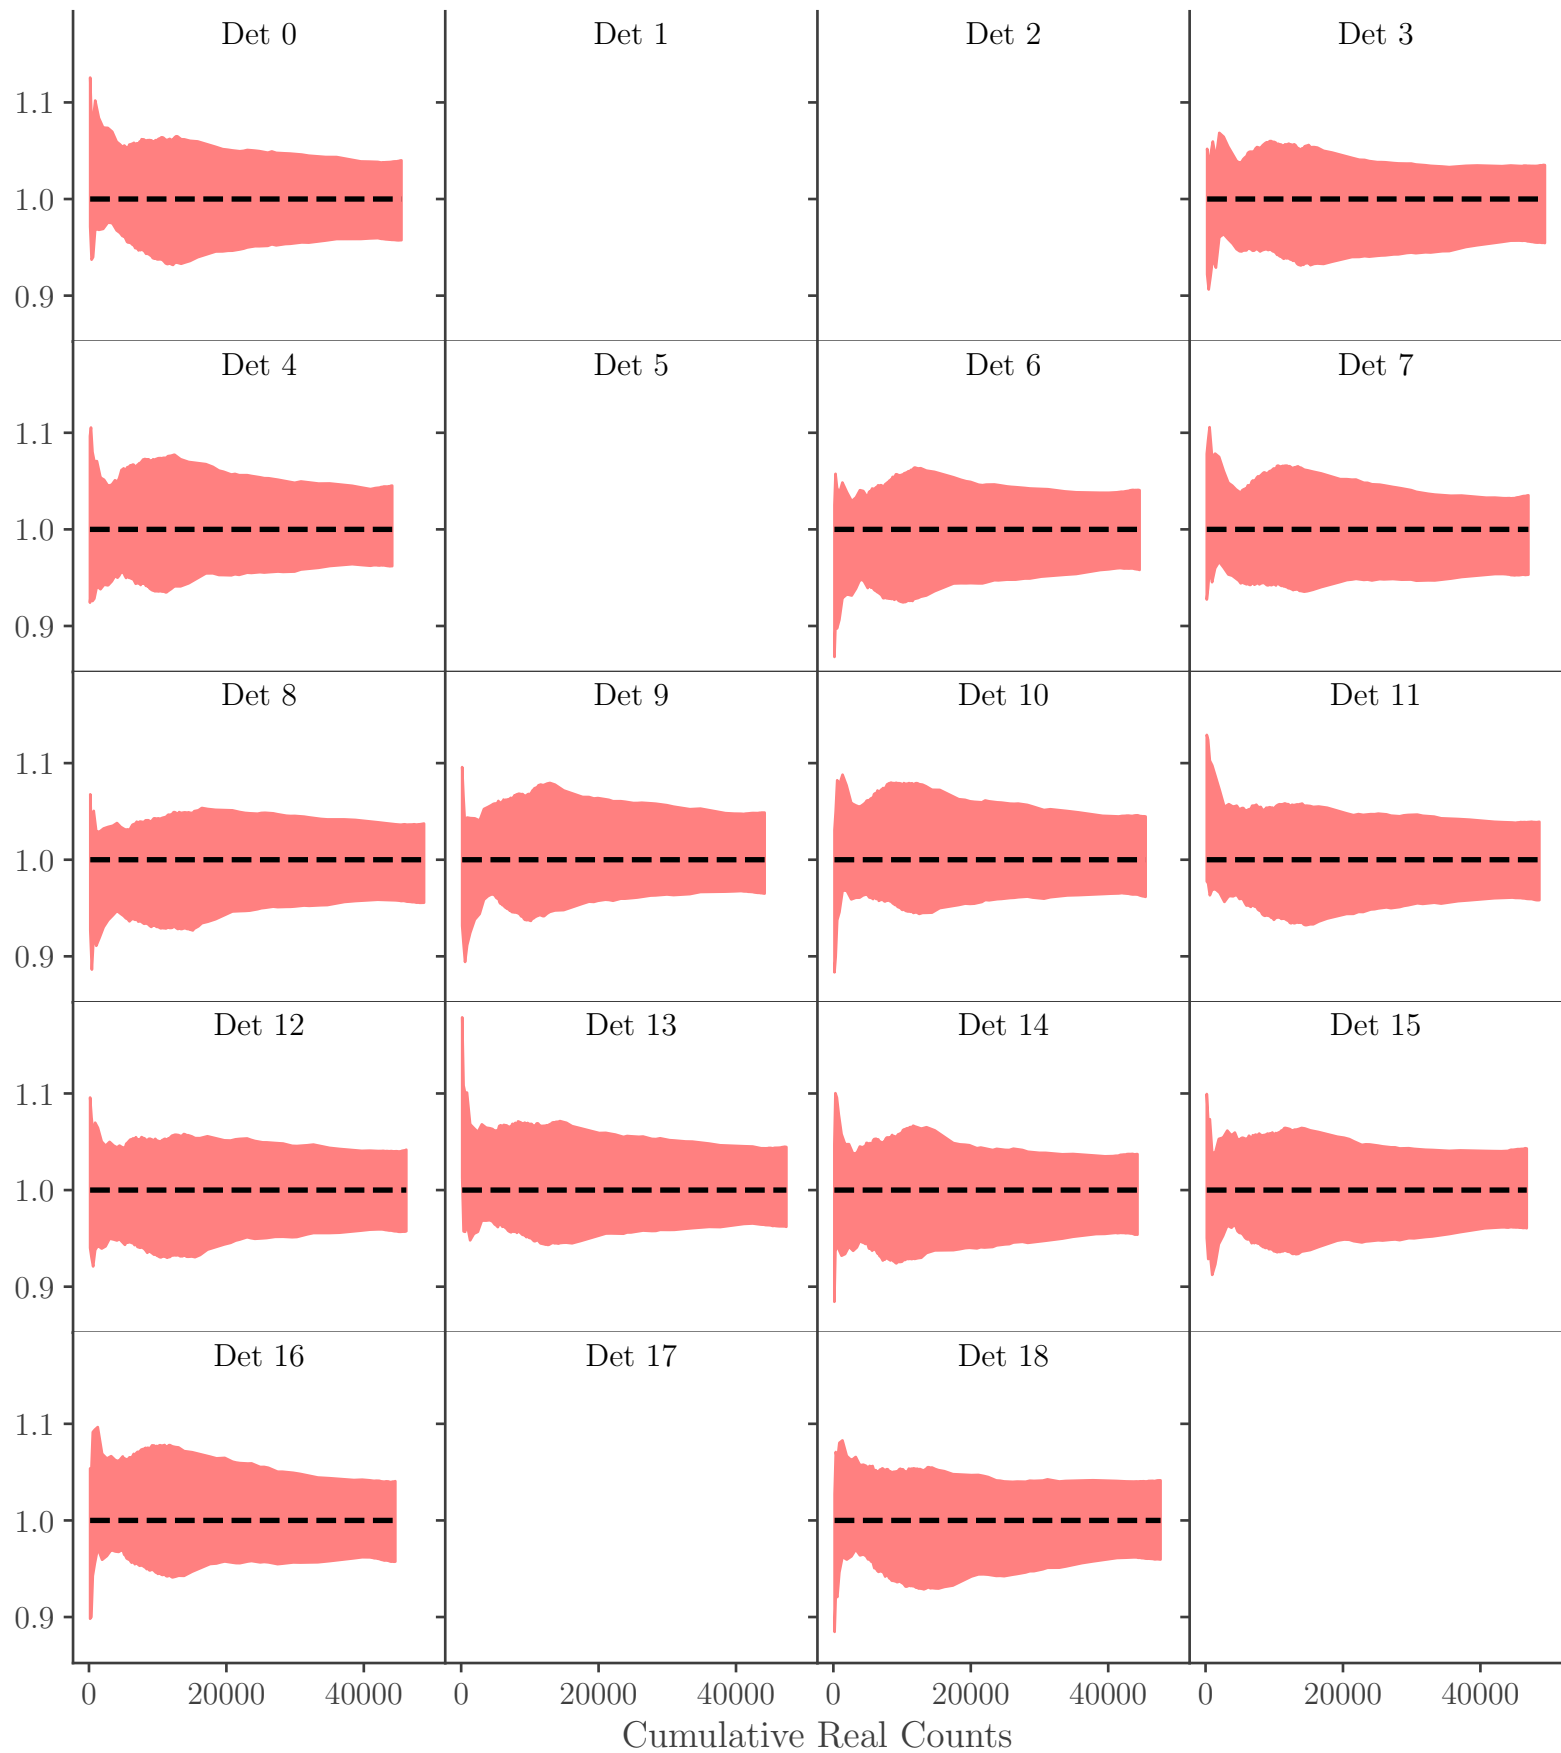 Det 0 Det 1 Det 2 Det 3
1.1
1.0
0.9
Det 4 Det 5 Det 6 Det 7
1.1
1.0
0.9
Det 8 Det 9 Det 10 Det 11
1.1
1.0
0.9
Det 12 Det 13 Det 14 Det 15
1.1
1.0
0.9
Det 16 Det 17 Det 18
1.1
1.0
0.9
0 20000 40000 0 20000 40000 0 20000 40000 0 20000 40000
Cumulative Real Counts